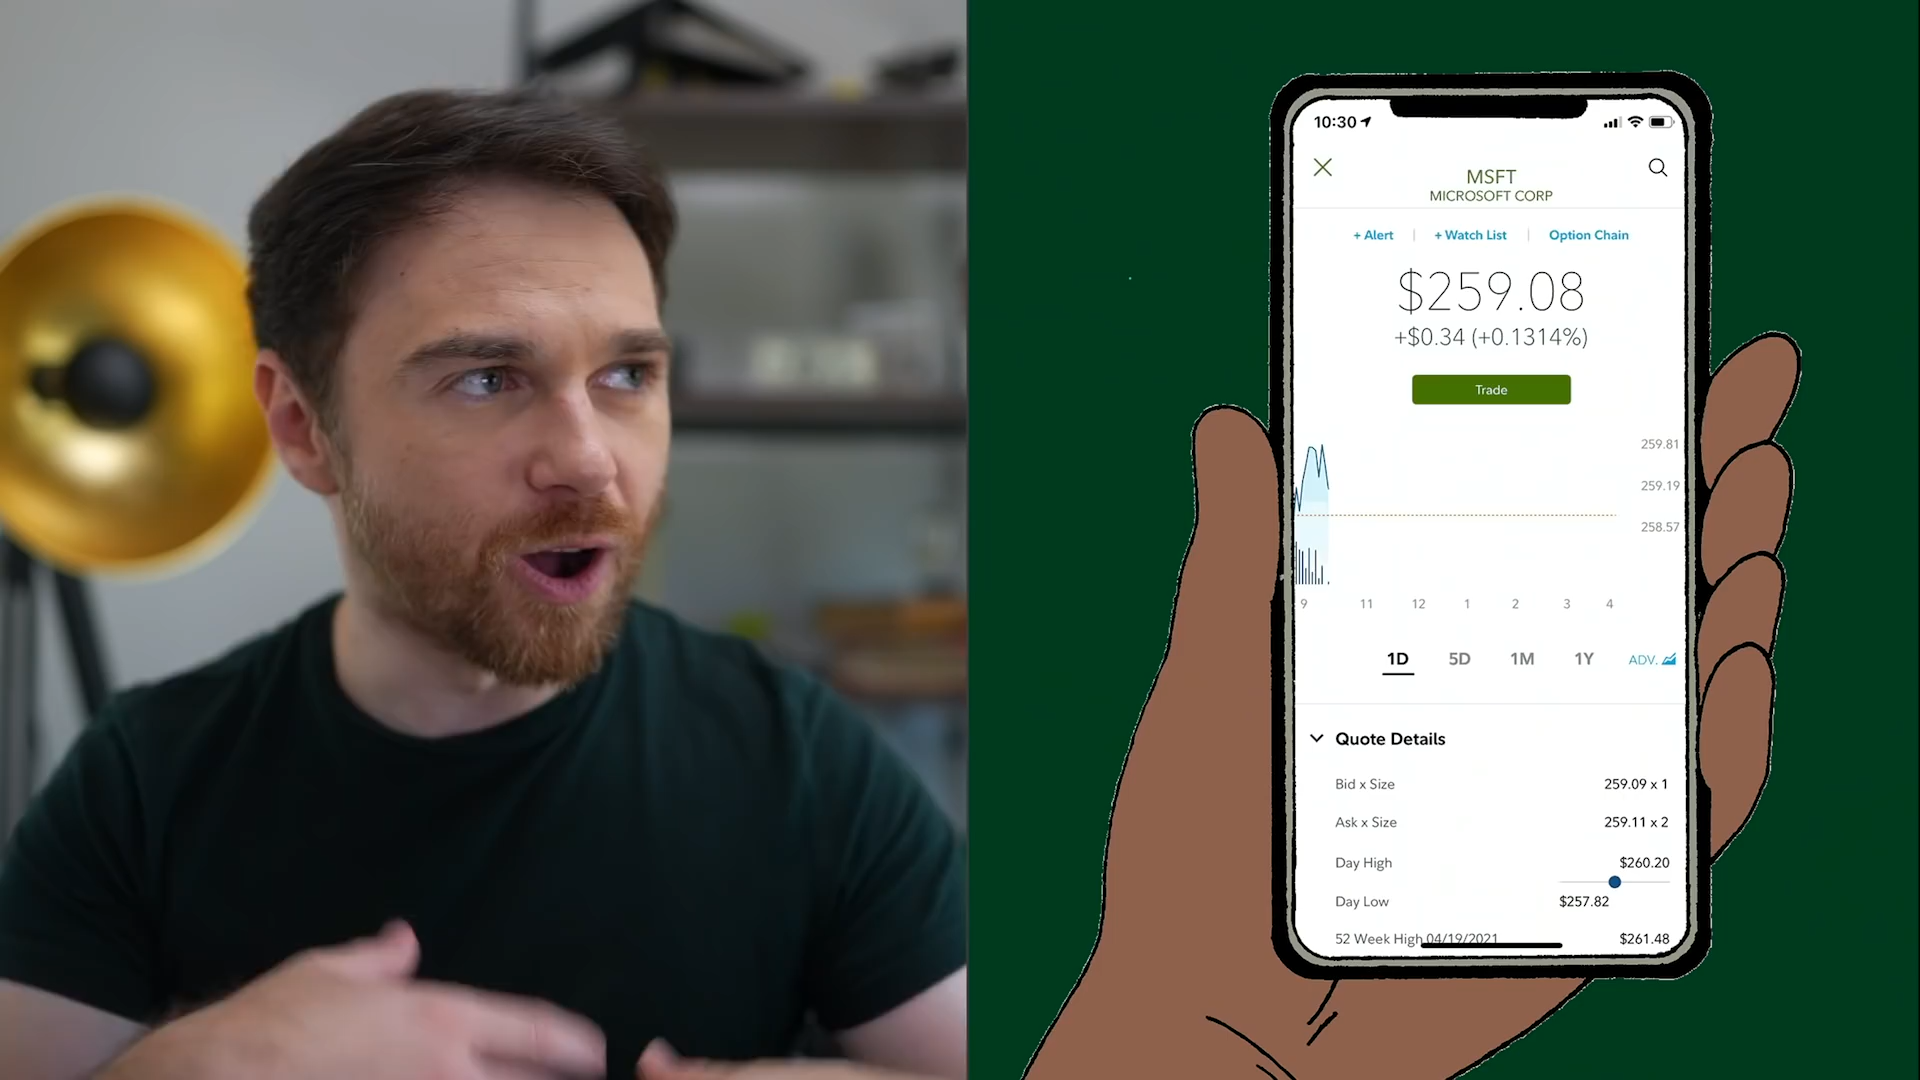 10:30
MSFT
MICROSOFT CORP
+ Alert | + Watch List | Option Chain
$259.08
+$0.34 (+0.1314%)
Trade
259.81
259.19
258.57
9 11 12 1 2 3 4
1D 5D 1M 1Y ADV.
Quote Details
Bid x Size 259.09 x 1
Ask x Size 259.11 x 2
Day High $260.20
Day Low $257.82
52 Week High 04/19/2021 $261.48